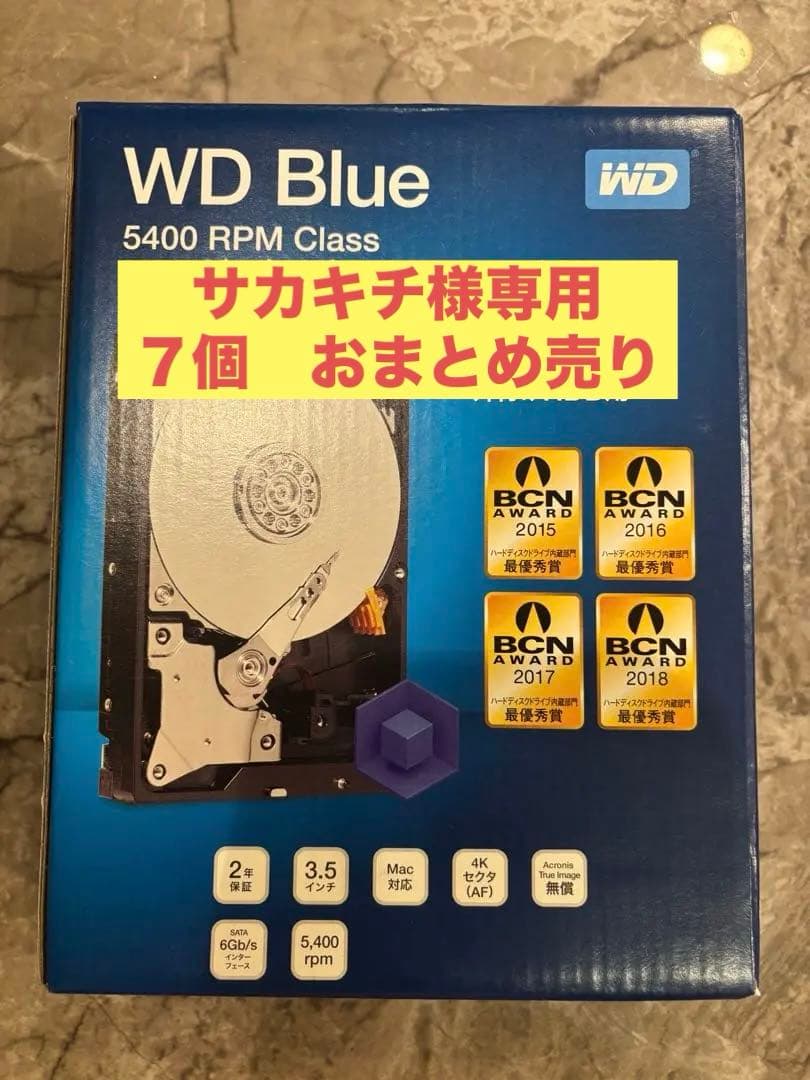 WD Blue
WD
5400 RPM Class
サカキチ様専用
7個 おまとめ売り
BCN
AWARD
2015
ハードディスクドライブ内蔵部門
最優秀賞
BCN
AWARD
2016
ハードディスクドライブ内蔵部門
最優秀賞
BCN
AWARD
2017
ハードディスクドライブ内蔵部門
最優秀賞
BCN
AWARD
2018
ハードディスクドライブ内蔵部門
最優秀賞
2年
保証
3.5
インチ
Mac
対応
4K
セクタ
(AF)
Acronis
True Image
無償
SATA
6Gb/s
インター
フェース
5,400
rpm